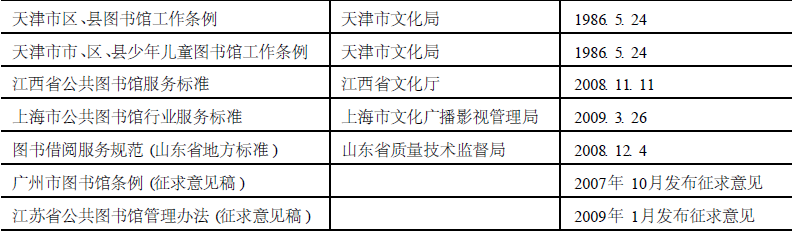 天津市区、县图书馆工作条例 天津市文化局 1986. 5. 24
天津市市、区、县少年儿童图书馆工作条例 天津市文化局 1986. 5. 24
江西省公共图书馆服务标准 江西省文化厅 2008. 11. 11
上海市公共图书馆行业服务标准 上海市文化广播影视管理局 2009. 3. 26
图书借阅服务规范 (山东省地方标准) 山东省质量技术监督局 2008. 12. 4
广州市图书馆条例 (征求意见稿) 2007年 10月发布征求意见
江苏省公共图书馆管理办法 (征求意见稿) 2009年 1月发布征求意见